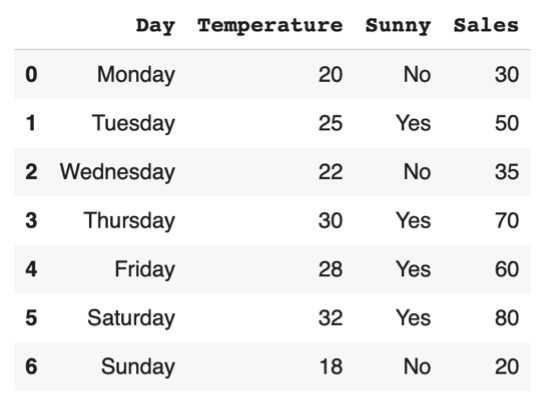 Day Temperature Sunny Sales
0 Monday 20 No 30
1 Tuesday 25 Yes 50
2 Wednesday 22 No 35
3 Thursday 30 Yes 70
4 Friday 28 Yes 60
5 Saturday 32 Yes 80
6 Sunday 18 No 20